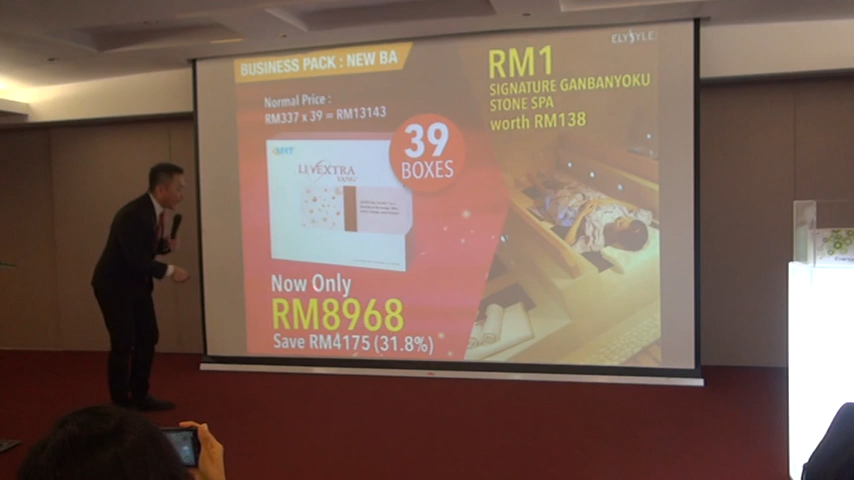 BUSINESS PACK : NEW BA
Normal Price :
RM337 x 39 = RM13143
39
BOXES
LIVEXTRA
YANG
Now Only
RM8968
Save RM4175 (31.8%)
ELYSYLE
RM1
SIGNATURE GANBANYOKU
STONE SPA
worth RM138